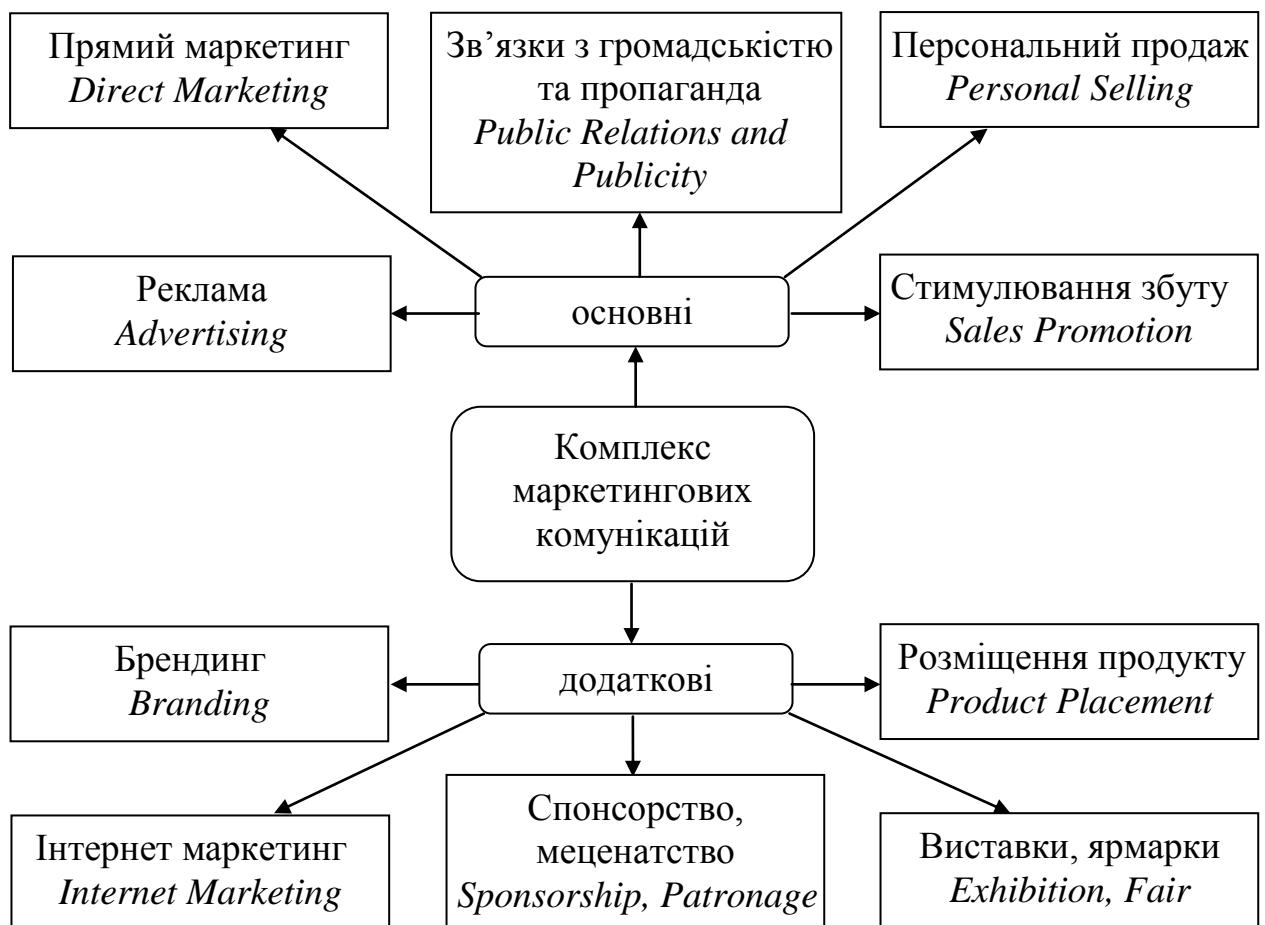 Прямий маркетинг
Direct Marketing
Зв’язки з громадськістю
та пропаганда
Public Relations and
Publicity
Персональний продаж
Personal Selling
Реклама
Advertising
основні
Стимулювання збуту
Sales Promotion
Комплекс
маркетингових
комунікацій
Брендинг
Branding
додаткові
Розміщення продукту
Product Placement
Інтернет маркетинг
Internet Marketing
Спонсорство,
меценатство
Sponsorship, Patronage
Виставки, ярмарки
Exhibition, Fair